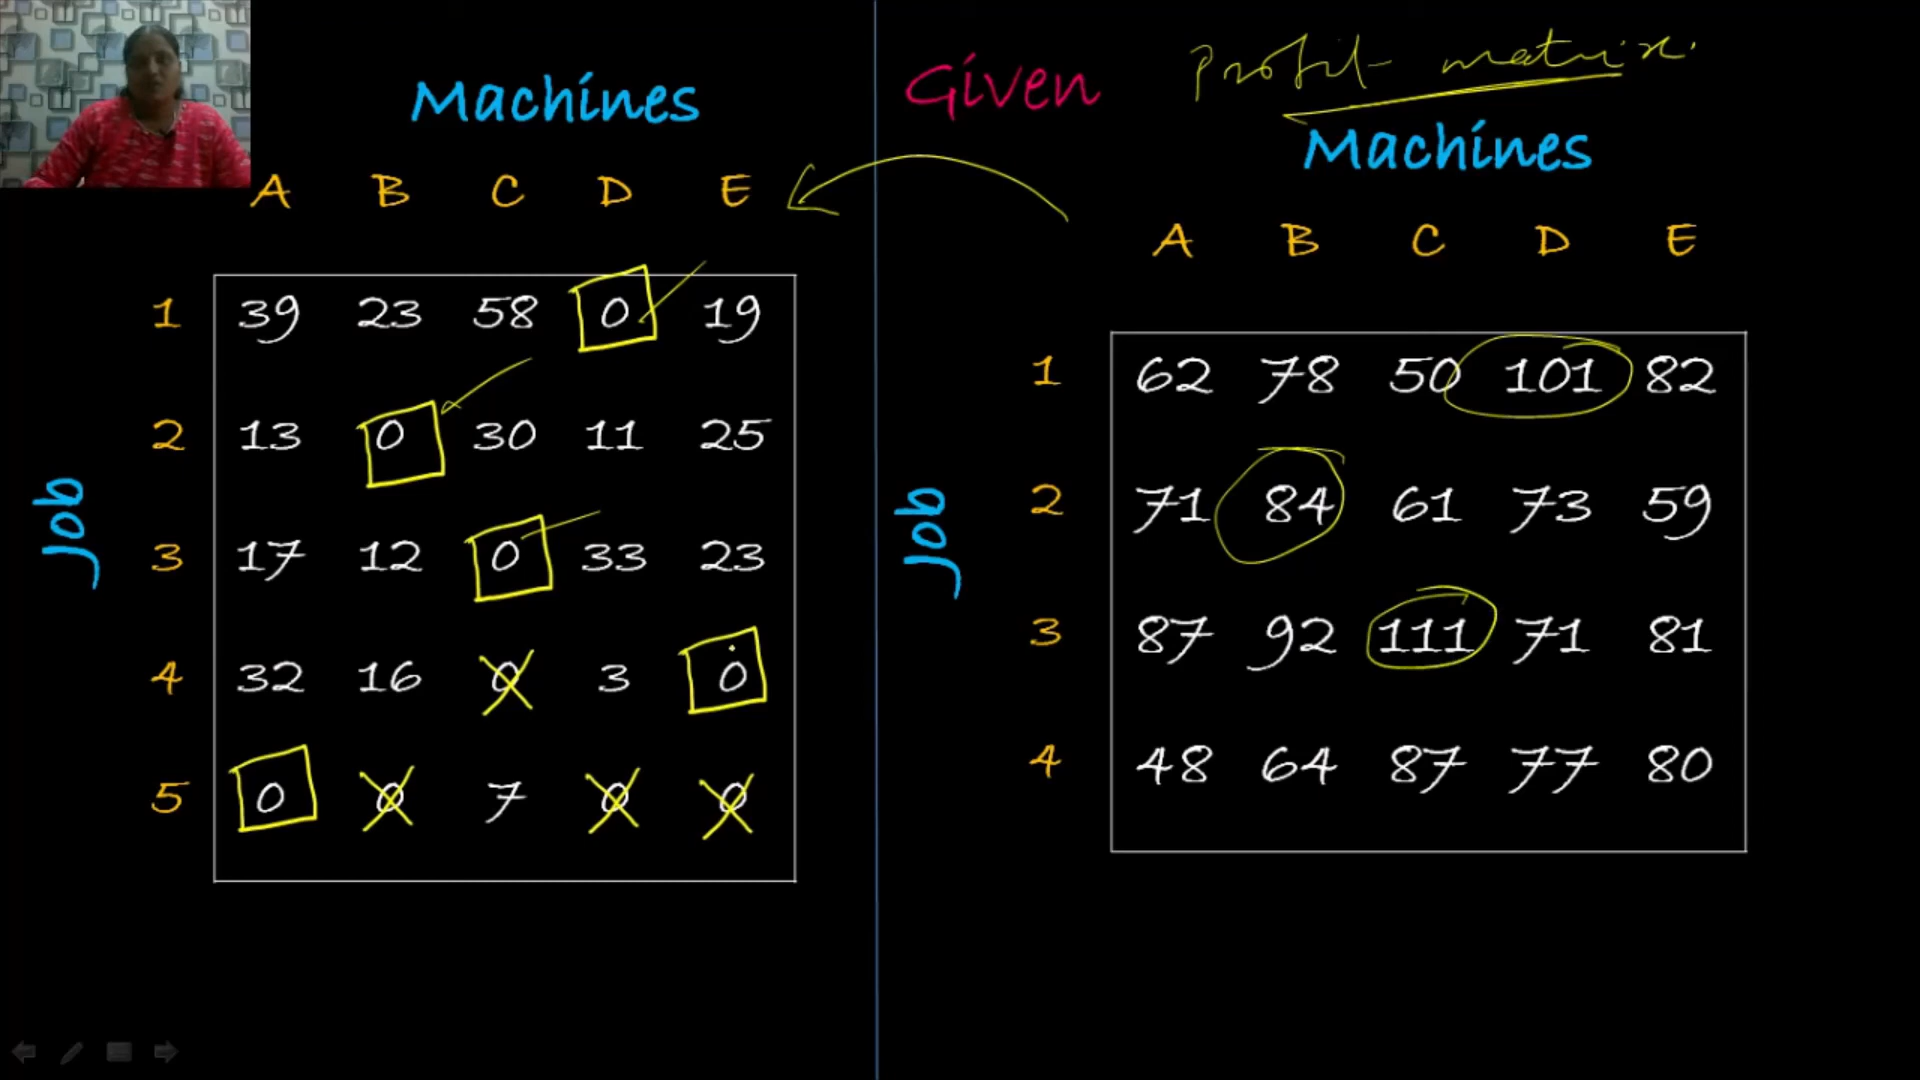 Machines
A B C D E
1 39 23 58 0 19
2 13 0 30 11 25
3 17 12 0 33 23
4 32 16 0 3 0
5 0 0 7 0 0
Job
Given Profit matrix.
Machines
A B C D E
1 62 78 50 101 82
2 71 84 61 73 59
3 87 92 111 71 81
4 48 64 87 77 80
Job